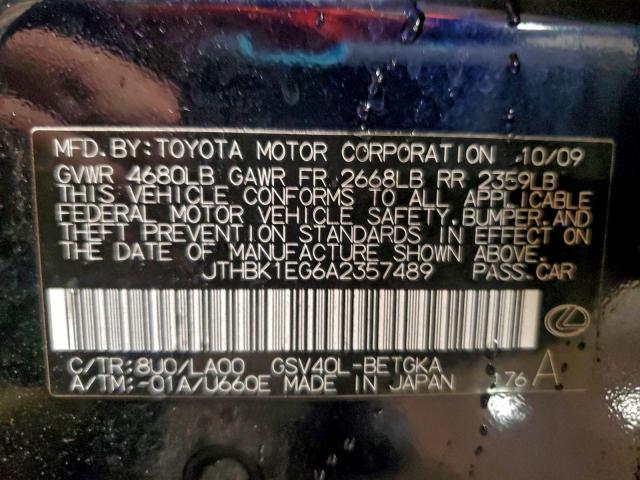 MFD. BY: TOYOTA MOTOR CORPORATION 10/09
GVWR 4680LB GAWR FR 2668LB RR 2359LB
THIS VEHICLE CONFORMS TO ALL APPLICABLE
FEDERAL MOTOR VEHICLE SAFETY, BUMPER, AND
THEFT PREVENTION STANDARDS IN EFFECT ON
THE DATE OF MANUFACTURE SHOWN ABOVE.
JTHBK1EG6A2357489 PASS. CAR
C/TR: 8U0/LA00 GSV40L-BETGKA
A/TM: -01A/U660E MADE IN JAPAN 176 A